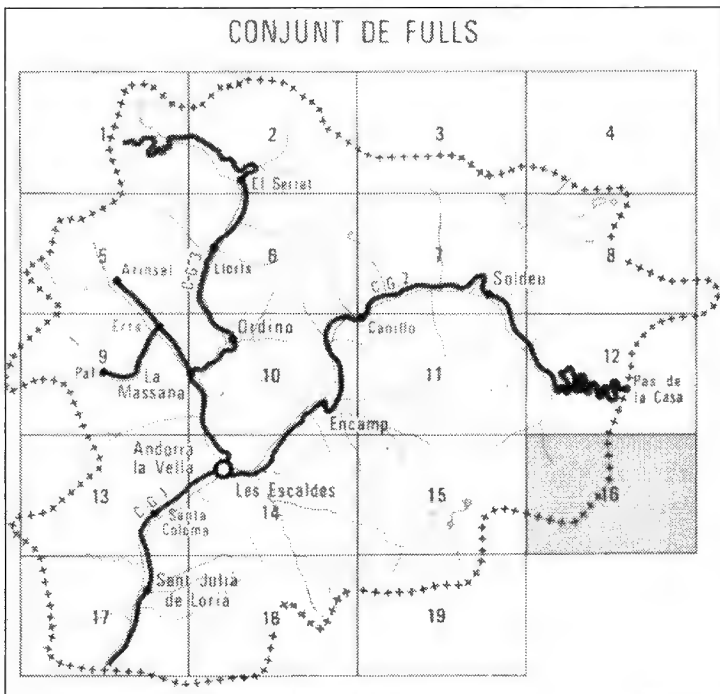 CONJUNT DE FULLS
1
2
3
4
El Serrat
5
6
7
8
Arinsal
Llorts
C.G.3
C.G.2
Soldeu
Erts
Ordino
Canillo
9
Pal
La
Massana
10
11
12
Pas de
la Casa
Encamp
Andorra
la Vella
Les Escaldes
13
14
15
16
C.G.1
Santa
Coloma
Sant Julià
de Lòria
17
18
19